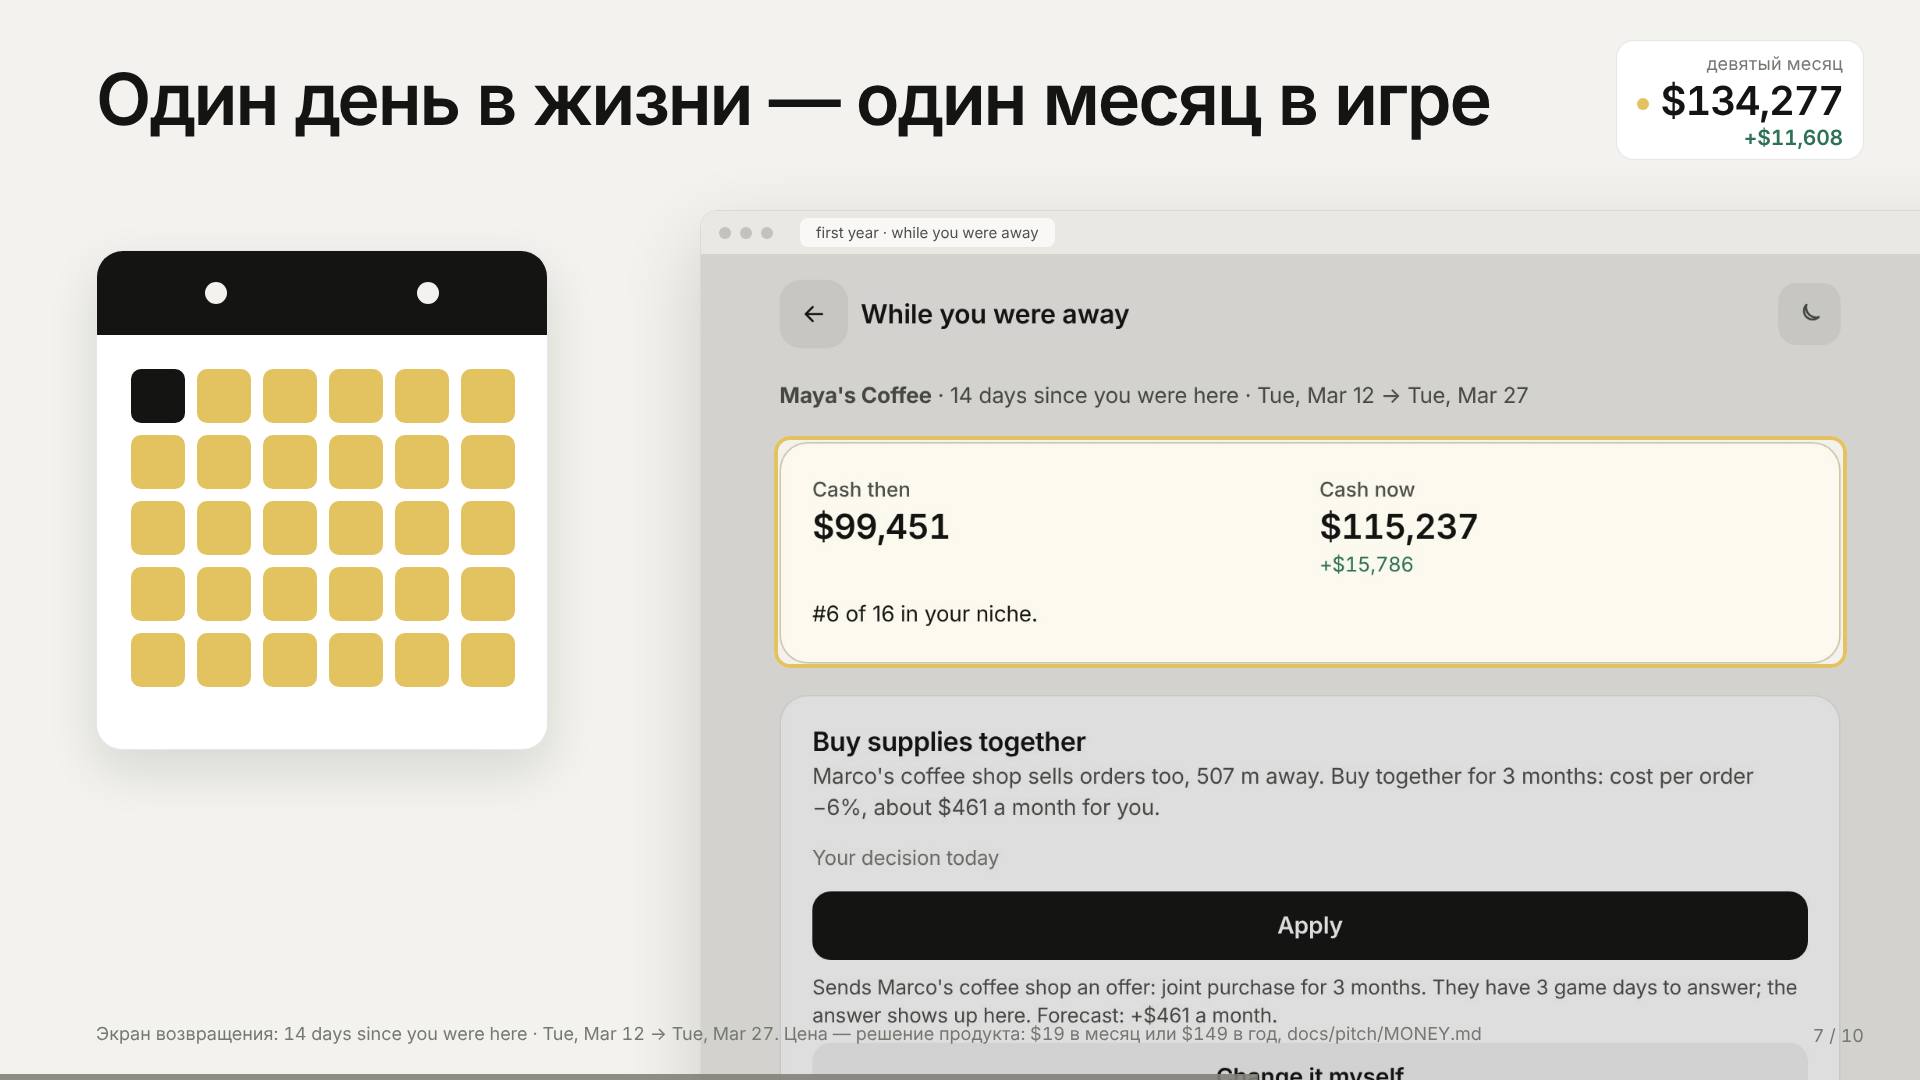 Один день в жизни — один месяц в игре
девятый месяц
$134,277
+$11,608
first year · while you were away
While you were away
Maya's Coffee · 14 days since you were here · Tue, Mar 12 → Tue, Mar 27
Cash then
$99,451
Cash now
$115,237
+$15,786
#6 of 16 in your niche.
Buy supplies together
Marco's coffee shop sells orders too, 507 m away. Buy together for 3 months: cost per order
−6%, about $461 a month for you.
Your decision today
Apply
Sends Marco's coffee shop an offer: joint purchase for 3 months. They have 3 game days to answer; the
answer shows up here. Forecast: +$461 a month.
Экран возвращения: 14 days since you were here · Tue, Mar 12 → Tue, Mar 27. Цена — решение продукта: $19 в месяц или $149 в год, docs/pitch/MONEY.md
7 / 10
Change it myself